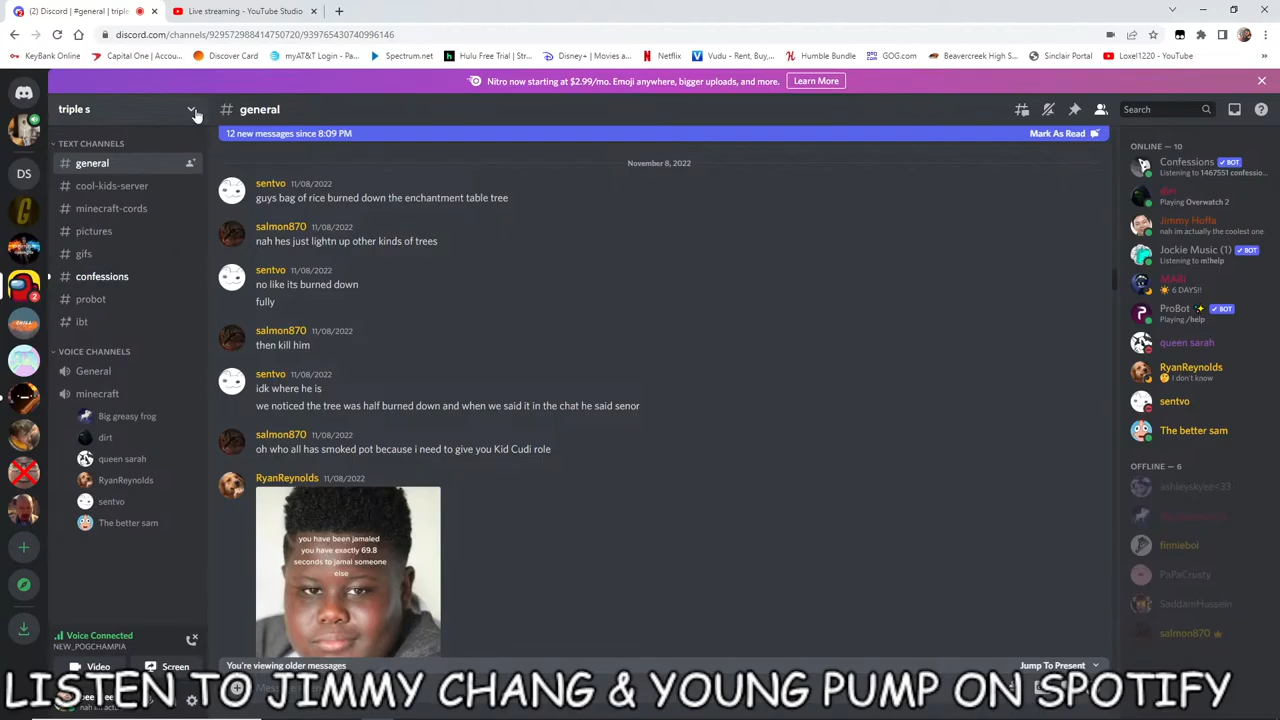 (2) Discord | #general | triple
Live streaming - YouTube Studio
discord.com/channels/929572988414750720/939765430740996146
KeyBank Online
Capital One | Accou...
Discover Card
myAT&T Login - Pa...
Spectrum.net
Hulu Free Trial | Str...
Disney+ | Movies a...
Netflix
Vudu - Rent, Buy, W...
Humble Bundle
GOG.com
Beavercreek High S...
Sinclair Portal
Loxel1220 - YouTube
Nitro now starting at $2.99/mo. Emoji anywhere, bigger uploads, and more.
Learn More
triple s
general
Search
12 new messages since 8:09 PM
Mark As Read
TEXT CHANNELS
general
cool-kids-server
minecraft-cords
pictures
gifs
confessions
probot
ibt
VOICE CHANNELS
General
minecraft
Big greasy frog
dirt
queen sarah
RyanReynolds
sentvo
The better sam
Voice Connected
NEW_POGCHAMPIA
Video
Screen
DS
2
November 8, 2022
sentvo 11/08/2022
guys bag of rice burned down the enchantment table tree
salmon870 11/08/2022
nah hes just lightn up other kinds of trees
sentvo 11/08/2022
no like its burned down
fully
salmon870 11/08/2022
then kill him
sentvo 11/08/2022
idk where he is
we noticed the tree was half burned down and when we said it in the chat he said senor
salmon870 11/08/2022
oh who all has smoked pot because i need to give you Kid Cudi role
RyanReynolds 11/08/2022
you have been jamaled
you have exactly 69.8
seconds to jamal someone
else
You're viewing older messages
Jump To Present
ONLINE — 10
Confessions BOT
Listening to 1467551 confessio...
dirt
Playing Overwatch 2
Jimmy Hoffa
nah im actually the coolest one
Jockie Music (1) BOT
Listening to m!help
MARI
6 DAYS!!
ProBot BOT
Playing /help
queen sarah
RyanReynolds
I don't know
sentvo
The better sam
OFFLINE — 6
ashleyskyee<33
finnieboi
PaPaCrusty
SaddamHussein
salmon870
LISTEN TO JIMMY CHANG & YOUNG PUMP ON SPOTIFY